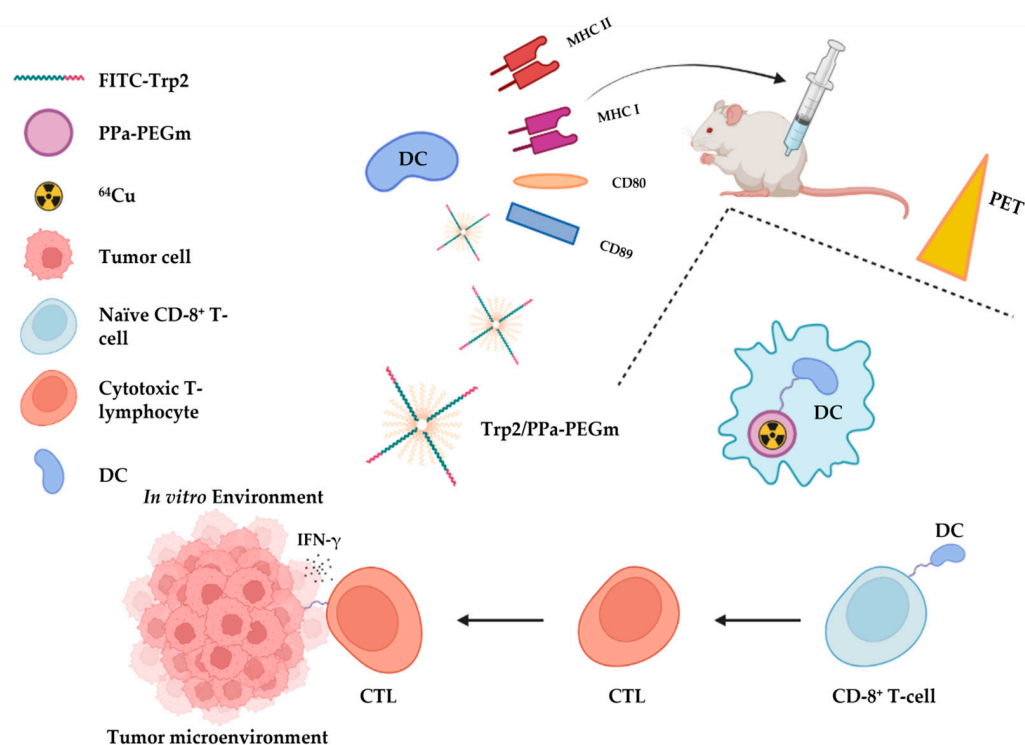 FITC-Trp2
PPa-PEGm
⁶⁴Cu
Tumor cell
Naïve CD-8⁺ T-
cell
Cytotoxic T-
lymphocyte
DC
MHC II
MHC I
DC
CD80
CD89
PET
Trp2/PPa-PEGm
DC
In vitro Environment
IFN-γ
DC
CTL
CTL
CD-8⁺ T-cell
Tumor microenvironment